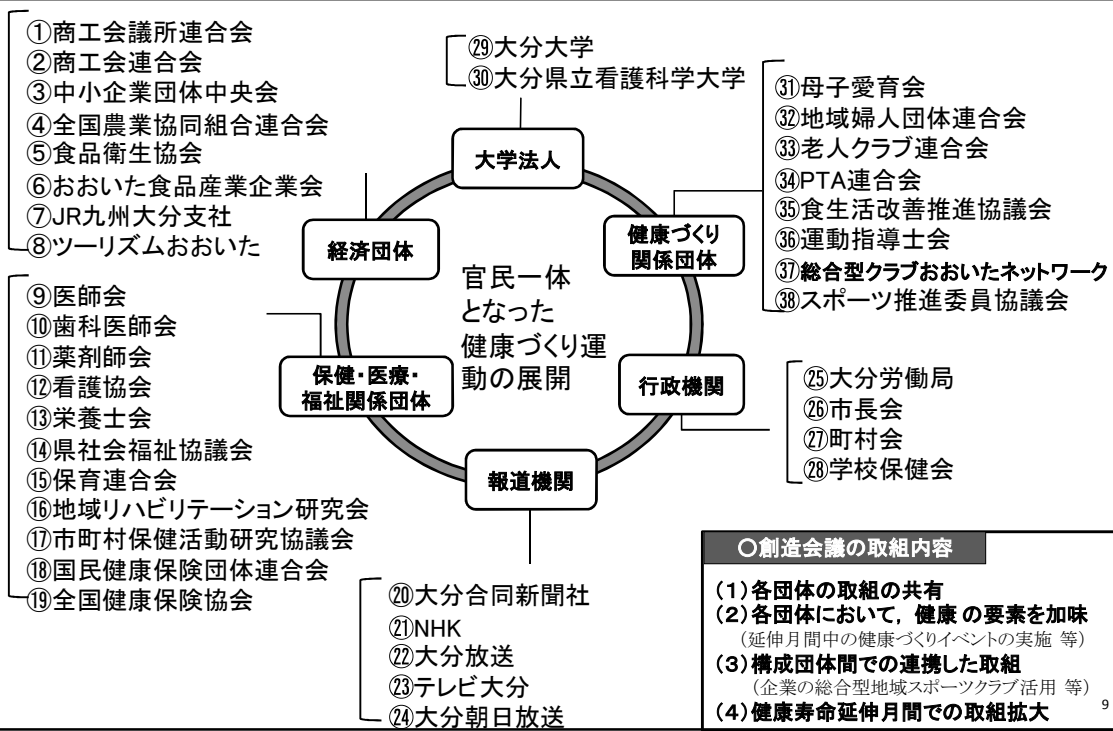 ①商工会議所連合会
②商工会連合会
③中小企業団体中央会
④全国農業協同組合連合会
⑤食品衛生協会
⑥おおいた食品産業企業会
⑦JR九州大分支社
⑧ツーリズムおおいた
経済団体
㉙大分大学
㉚大分県立看護科学大学
大学法人
㉛母子愛育会
㉜地域婦人団体連合会
㉝老人クラブ連合会
㉞PTA連合会
㉟食生活改善推進協議会
㊱運動指導士会
㊲総合型クラブおおいたネットワーク
㊳スポーツ推進委員協議会
健康づくり
関係団体
官民一体
となった
健康づくり運
動の展開
⑨医師会
⑩歯科医師会
⑪薬剤師会
⑫看護協会
⑬栄養士会
⑭県社会福祉協議会
⑮保育連合会
⑯地域リハビリテーション研究会
⑰市町村保健活動研究協議会
⑱国民健康保険団体連合会
⑲全国健康保険協会
保健・医療・
福祉関係団体
行政機関
㉕大分労働局
㉖市長会
㉗町村会
㉘学校保健会
報道機関
⑳大分合同新聞社
㉑NHK
㉒大分放送
㉓テレビ大分
㉔大分朝日放送
○創造会議の取組内容
(1)各団体の取組の共有
(2)各団体において，健康の要素を加味
(延伸月間中の健康づくりイベントの実施 等)
(3)構成団体間での連携した取組
(企業の総合型地域スポーツクラブ活用 等)
(4)健康寿命延伸月間での取組拡大
9